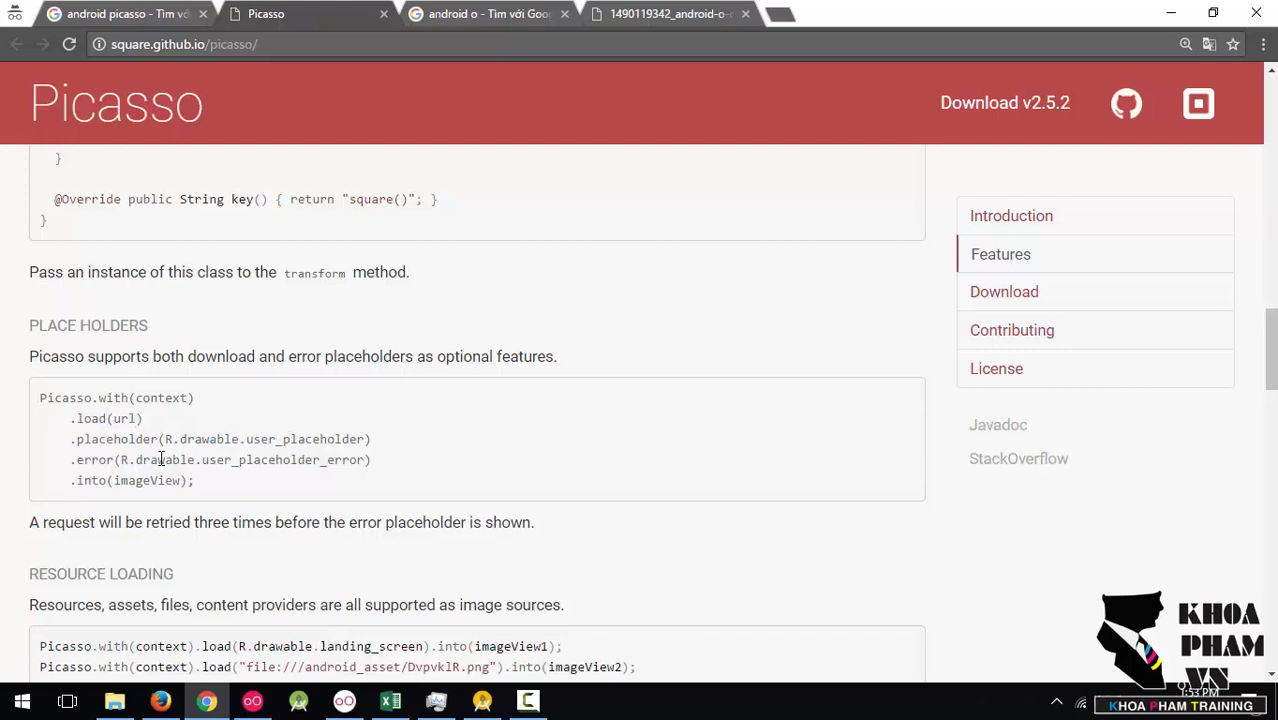 android picasso - Tìm vớ
Picasso
android o - Tìm với Goo
1490119342_android-o-
square.github.io/picasso/
Picasso
Download v2.5.2
}
@Override public String key() { return "square()"; }
}
Pass an instance of this class to the transform method.
PLACE HOLDERS
Picasso supports both download and error placeholders as optional features.
Picasso.with(context)
.load(url)
.placeholder(R.drawable.user_placeholder)
.error(R.drawable.user_placeholder_error)
.into(imageView);
A request will be retried three times before the error placeholder is shown.
RESOURCE LOADING
Resources, assets, files, content providers are all supported as image sources.
Picasso.with(context).load(R.drawable.landing_screen).into(imageView1);
Picasso.with(context).load("file:///android_asset/DvpvklR.png").into(imageView2);
Introduction
Features
Download
Contributing
License
Javadoc
StackOverflow
KHOA
PHAM
VN
1:53 PM
KHOA PHAM TRAINING